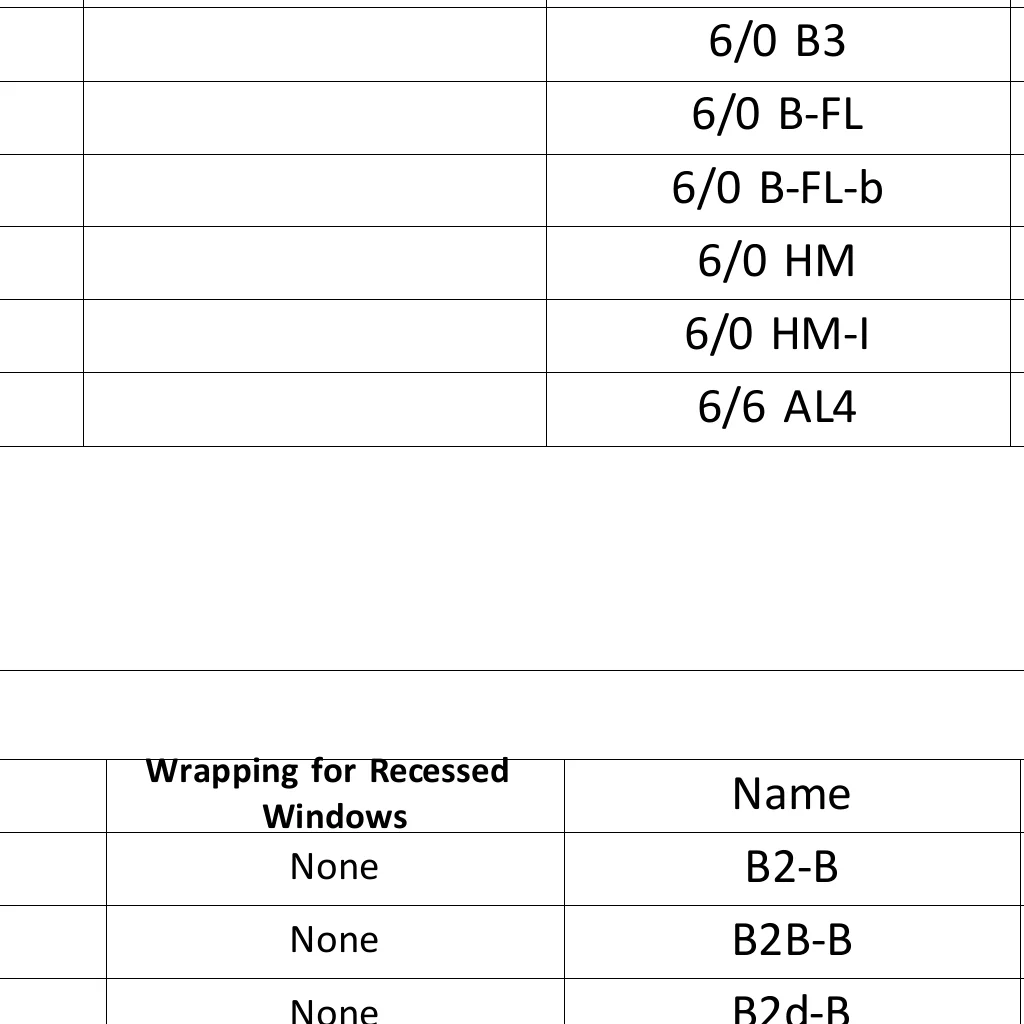 6/0 B3
6/0 B-FL
6/0 B-FL-b
6/0 HM
6/0 HM-I
6/6 AL4
Wrapping for Recessed
Windows
Name
None
B2-B
None
B2B-B
None
B2d-B